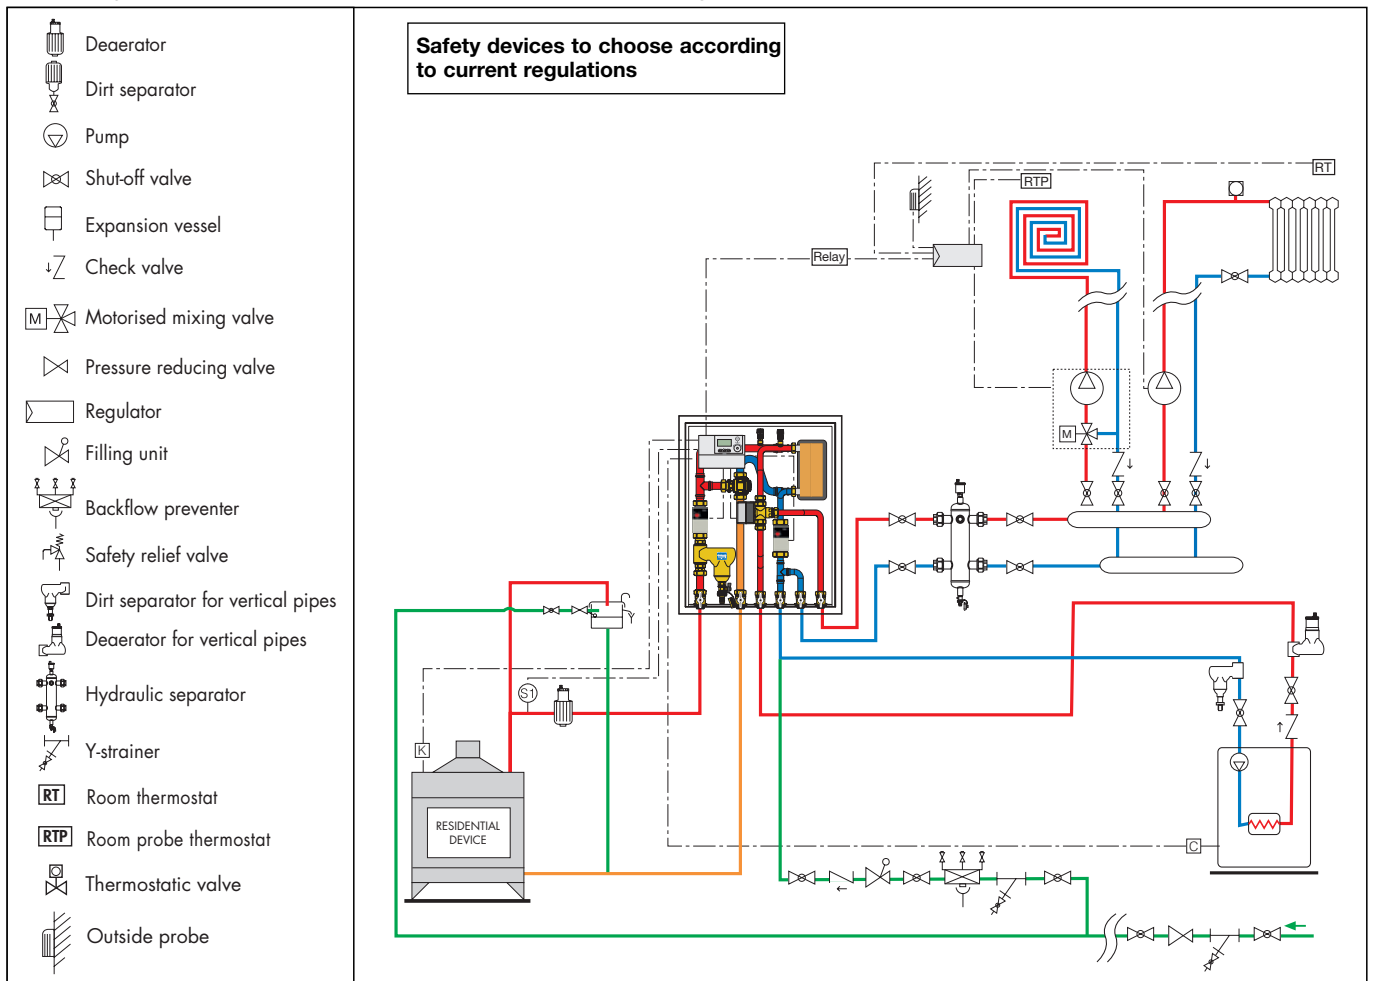 Deaerator
Dirt separator
Pump
Shut-off valve
Expansion vessel
Check valve
M
Motorised mixing valve
Pressure reducing valve
Regulator
Filling unit
Backflow preventer
Safety relief valve
Dirt separator for vertical pipes
Deaerator for vertical pipes
Hydraulic separator
Y-strainer
RT
Room thermostat
RTP
Room probe thermostat
Thermostatic valve
Outside probe
Safety devices to choose according
to current regulations
RT
RTP
Relay
M
S1
K
RESIDENTIAL
DEVICE
C